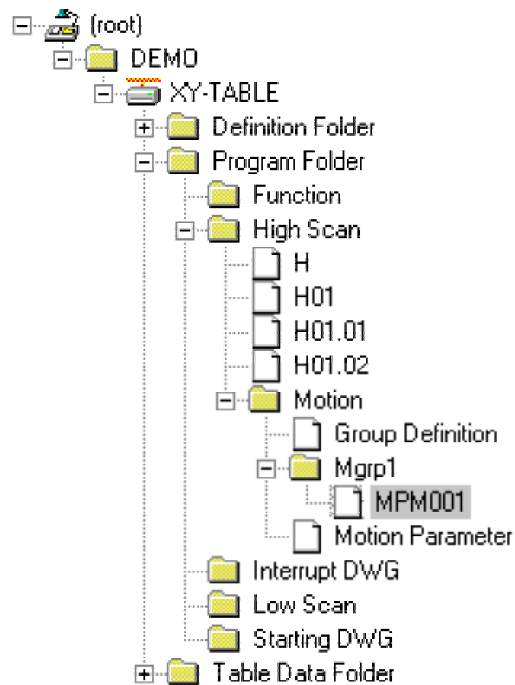 (root)
DEMO
XY-TABLE
Definition Folder
Program Folder
Function
High Scan
H
H01
H01.01
H01.02
Motion
Group Definition
Mgrp1
MPM001
Motion Parameter
Interrupt DWG
Low Scan
Starting DWG
Table Data Folder